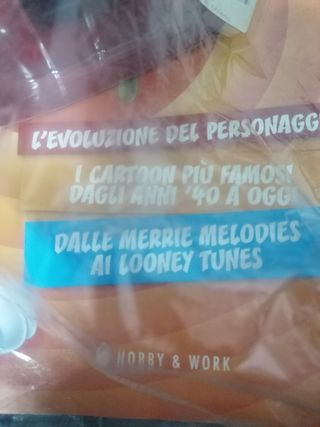 L'EVOLUZIONE DEL PERSONAGG
I CARTOON PIÙ FAMOSI
DAGLI ANNI '40 A OGGI
DALLE MERRIE MELODIES
AI LOONEY TUNES
HOBBY & WORK